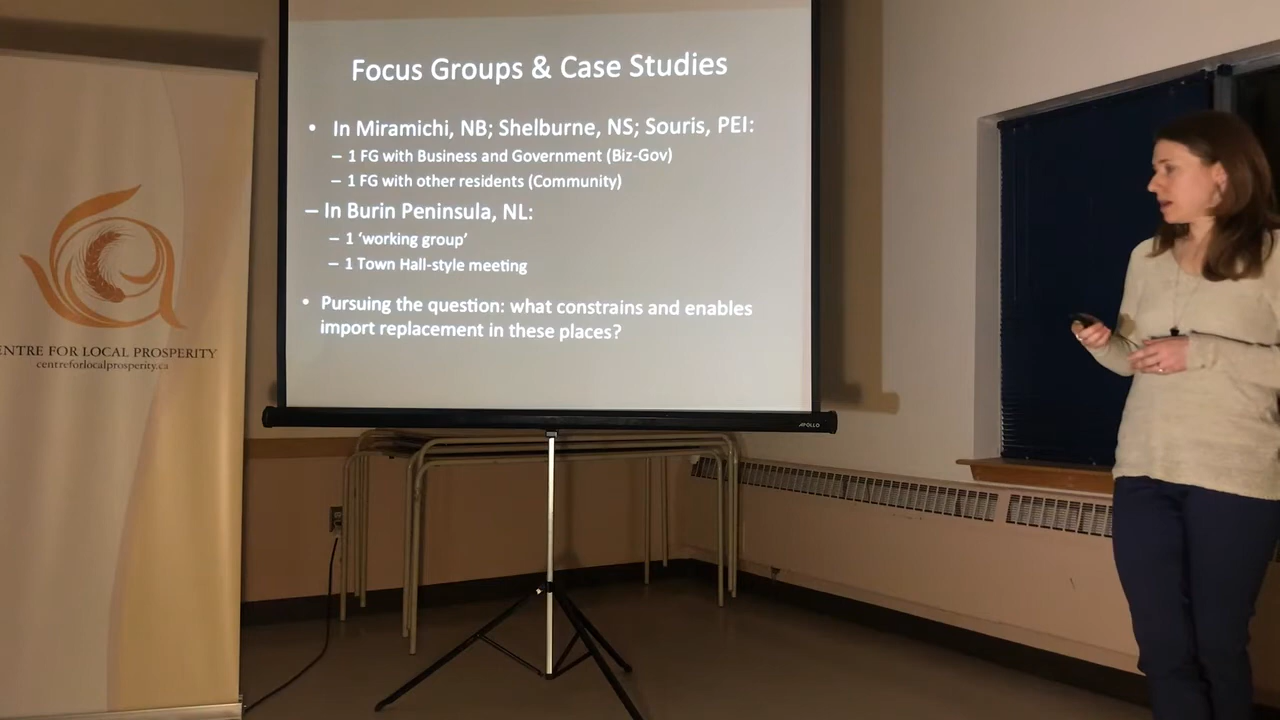 Focus Groups & Case Studies
• In Miramichi, NB; Shelburne, NS; Souris, PEI:
– 1 FG with Business and Government (Biz-Gov)
– 1 FG with other residents (Community)
– In Burin Peninsula, NL:
– 1 ‘working group’
– 1 Town Hall-style meeting
• Pursuing the question: what constrains and enables
import replacement in these places?
APOLLO
ENTRE FOR LOCAL PROSPERITY
centreforlocalprosperity.ca